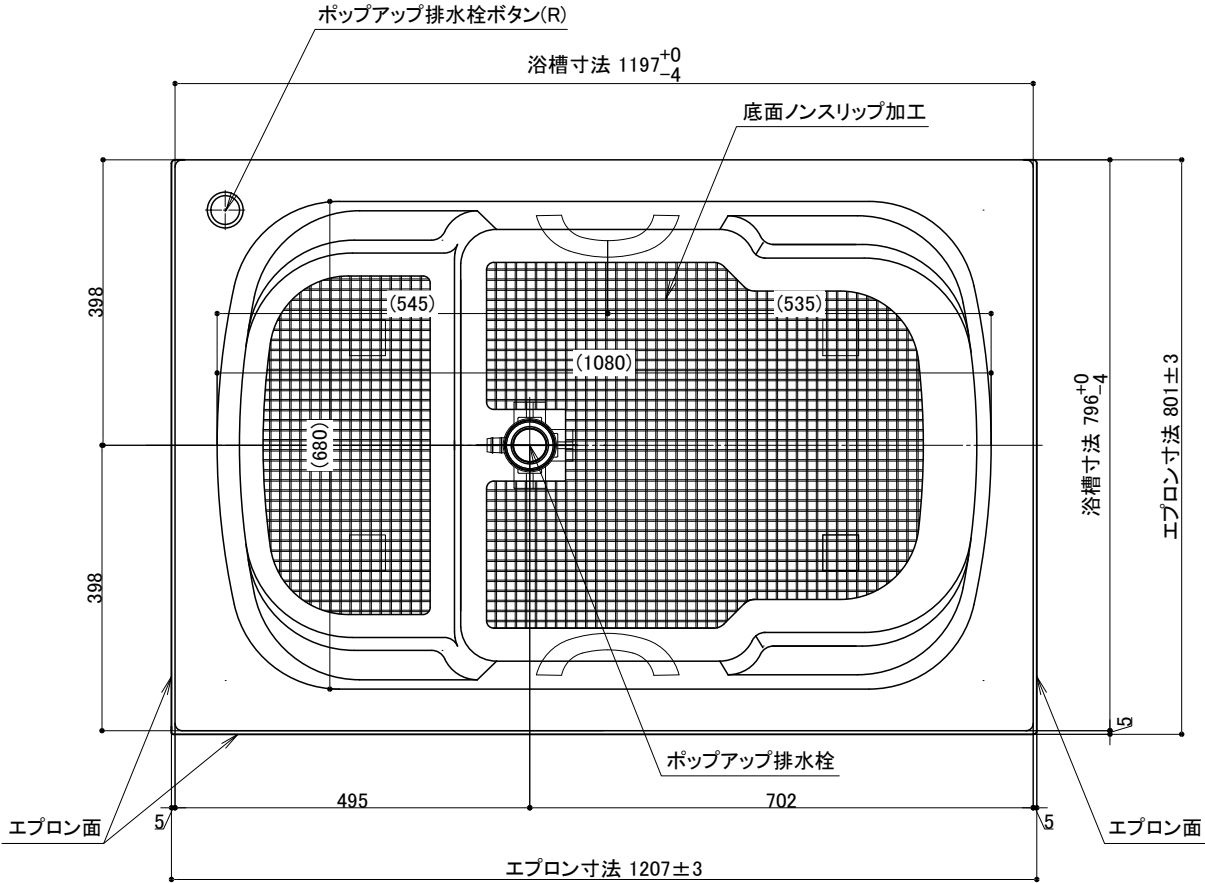 ポップアップ排水栓ボタン(R)
浴槽寸法 1197 +0 -4
底面ノンスリップ加工
398
(545)
(535)
(1080)
(680)
浴槽寸法 796 +0 -4
エプロン寸法 801±3
398
5
ポップアップ排水栓
495
702
5
5
エプロン面
エプロン面
エプロン寸法 1207±3